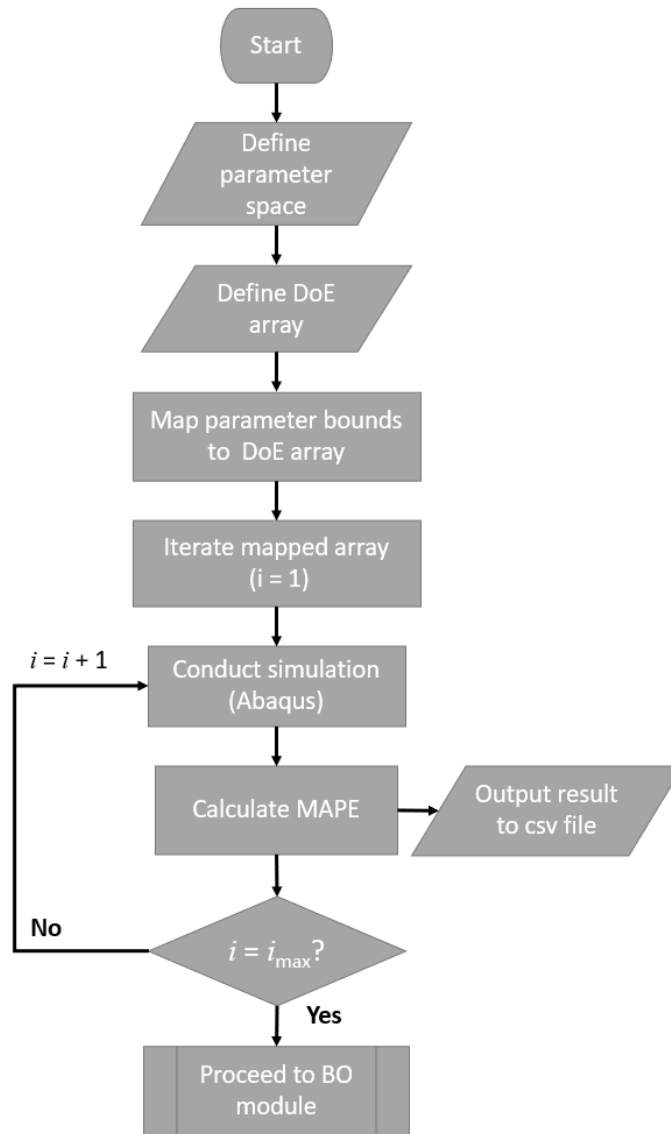 Start
Define
parameter
space
Define DoE
array
Map parameter bounds
to DoE array
Iterate mapped array
(i = 1)
i = i + 1
Conduct simulation
(Abaqus)
Calculate MAPE
Output result
to csv file
No
i = imax?
Yes
Proceed to BO
module